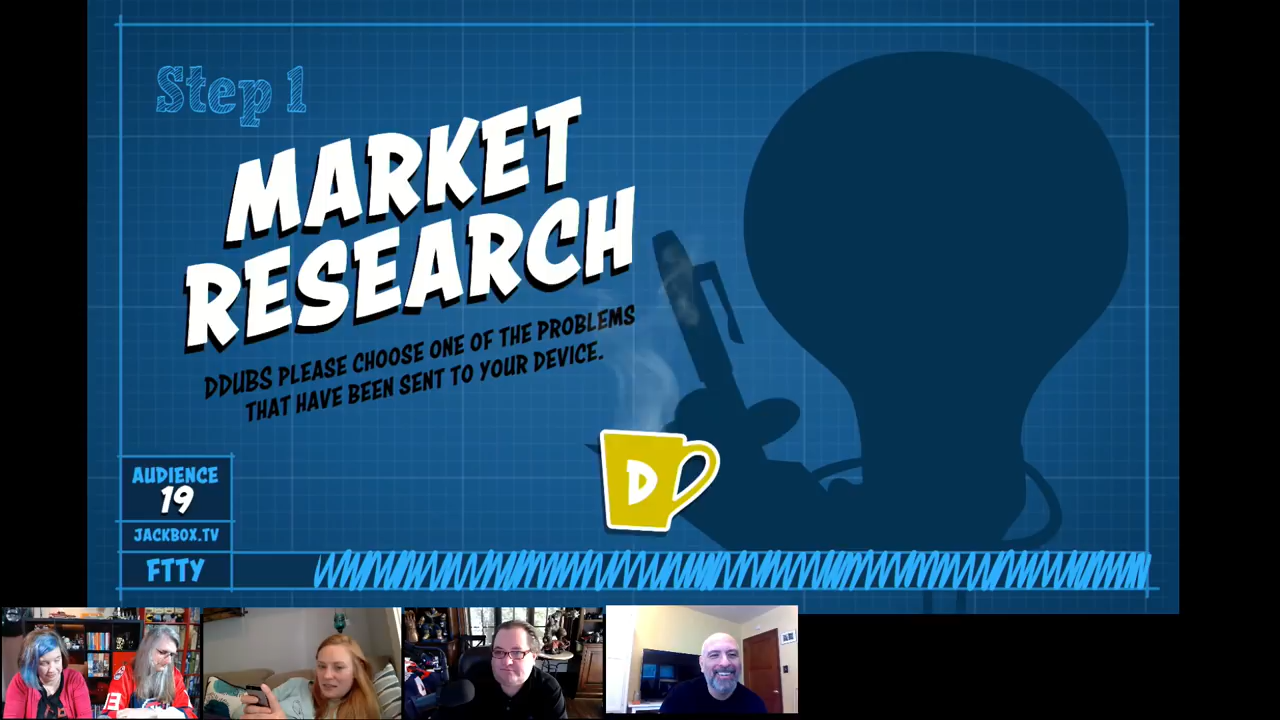 Step 1
MARKET
RESEARCH
DDUBS PLEASE CHOOSE ONE OF THE PROBLEMS
THAT HAVE BEEN SENT TO YOUR DEVICE.
D
AUDIENCE
19
JACKBOX.TV
FTTY